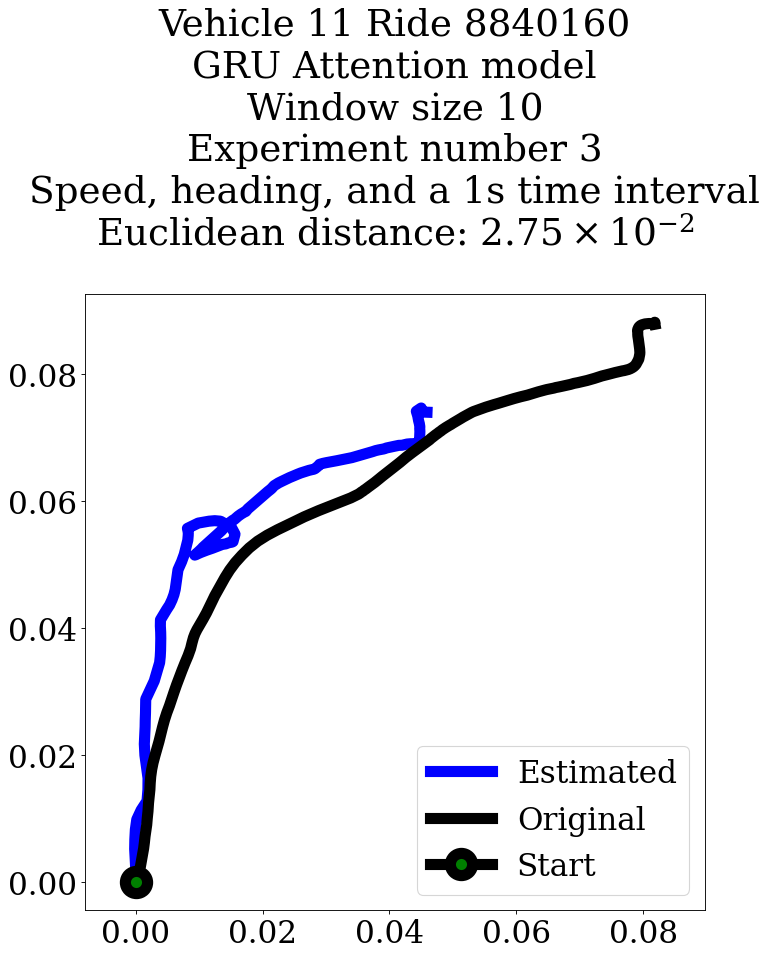 Vehicle 11 Ride 8840160
GRU Attention model
Window size 10
Experiment number 3
Speed, heading, and a 1s time interval
Euclidean distance: 2.75 × 10⁻²
0.08
0.06
0.04
0.02
0.00
Estimated
Original
Start
0.00 0.02 0.04 0.06 0.08